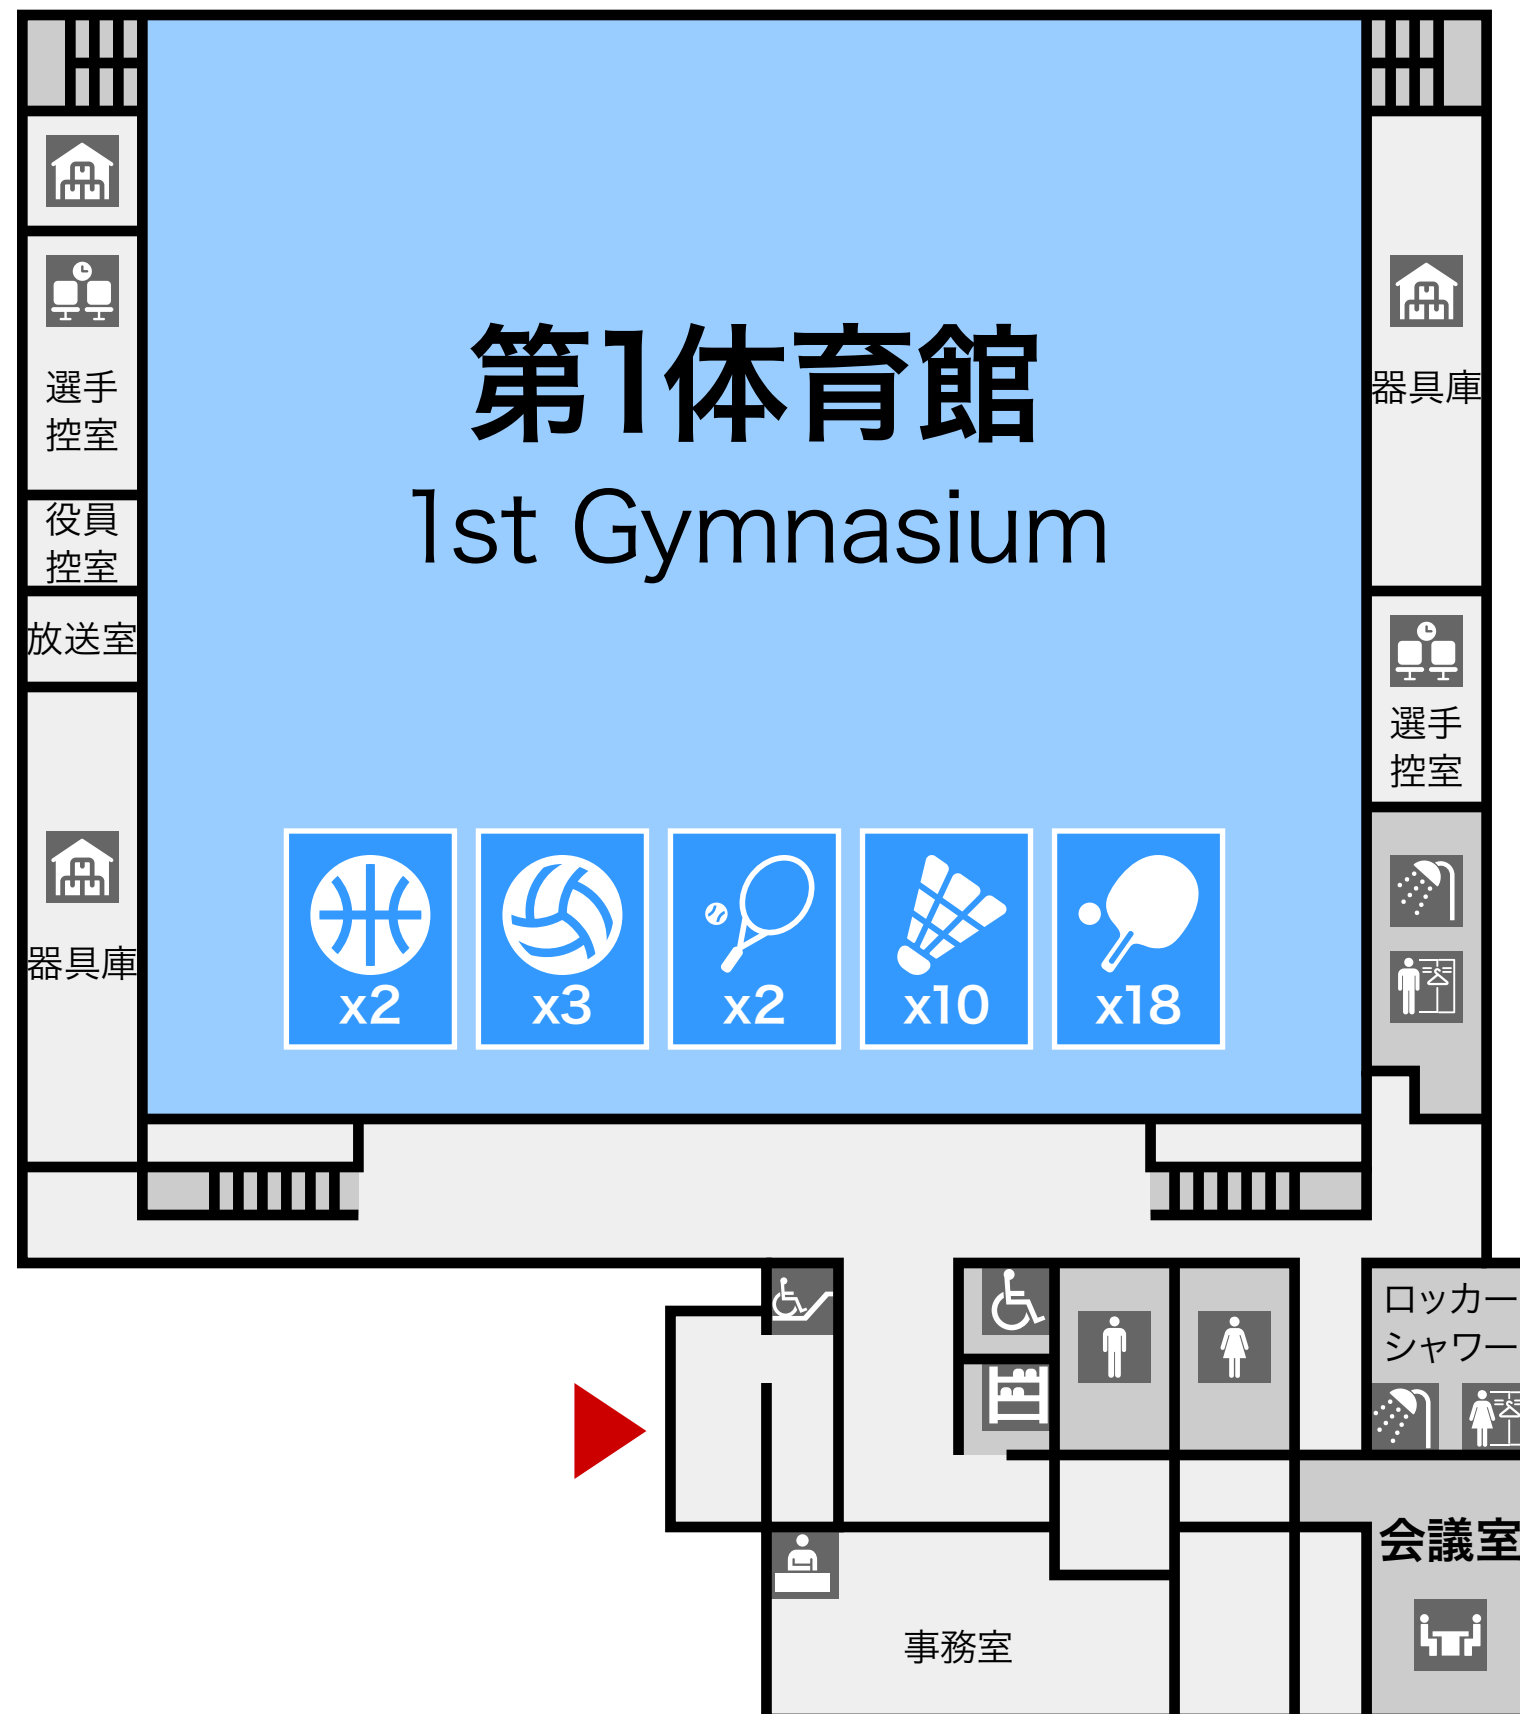 第1体育館
1st Gymnasium
選手
控室
役員
控室
放送室
器具庫
器具庫
選手
控室
x2
x3
x2
x10
x18
ロッカー
シャワー
会議室
事務室